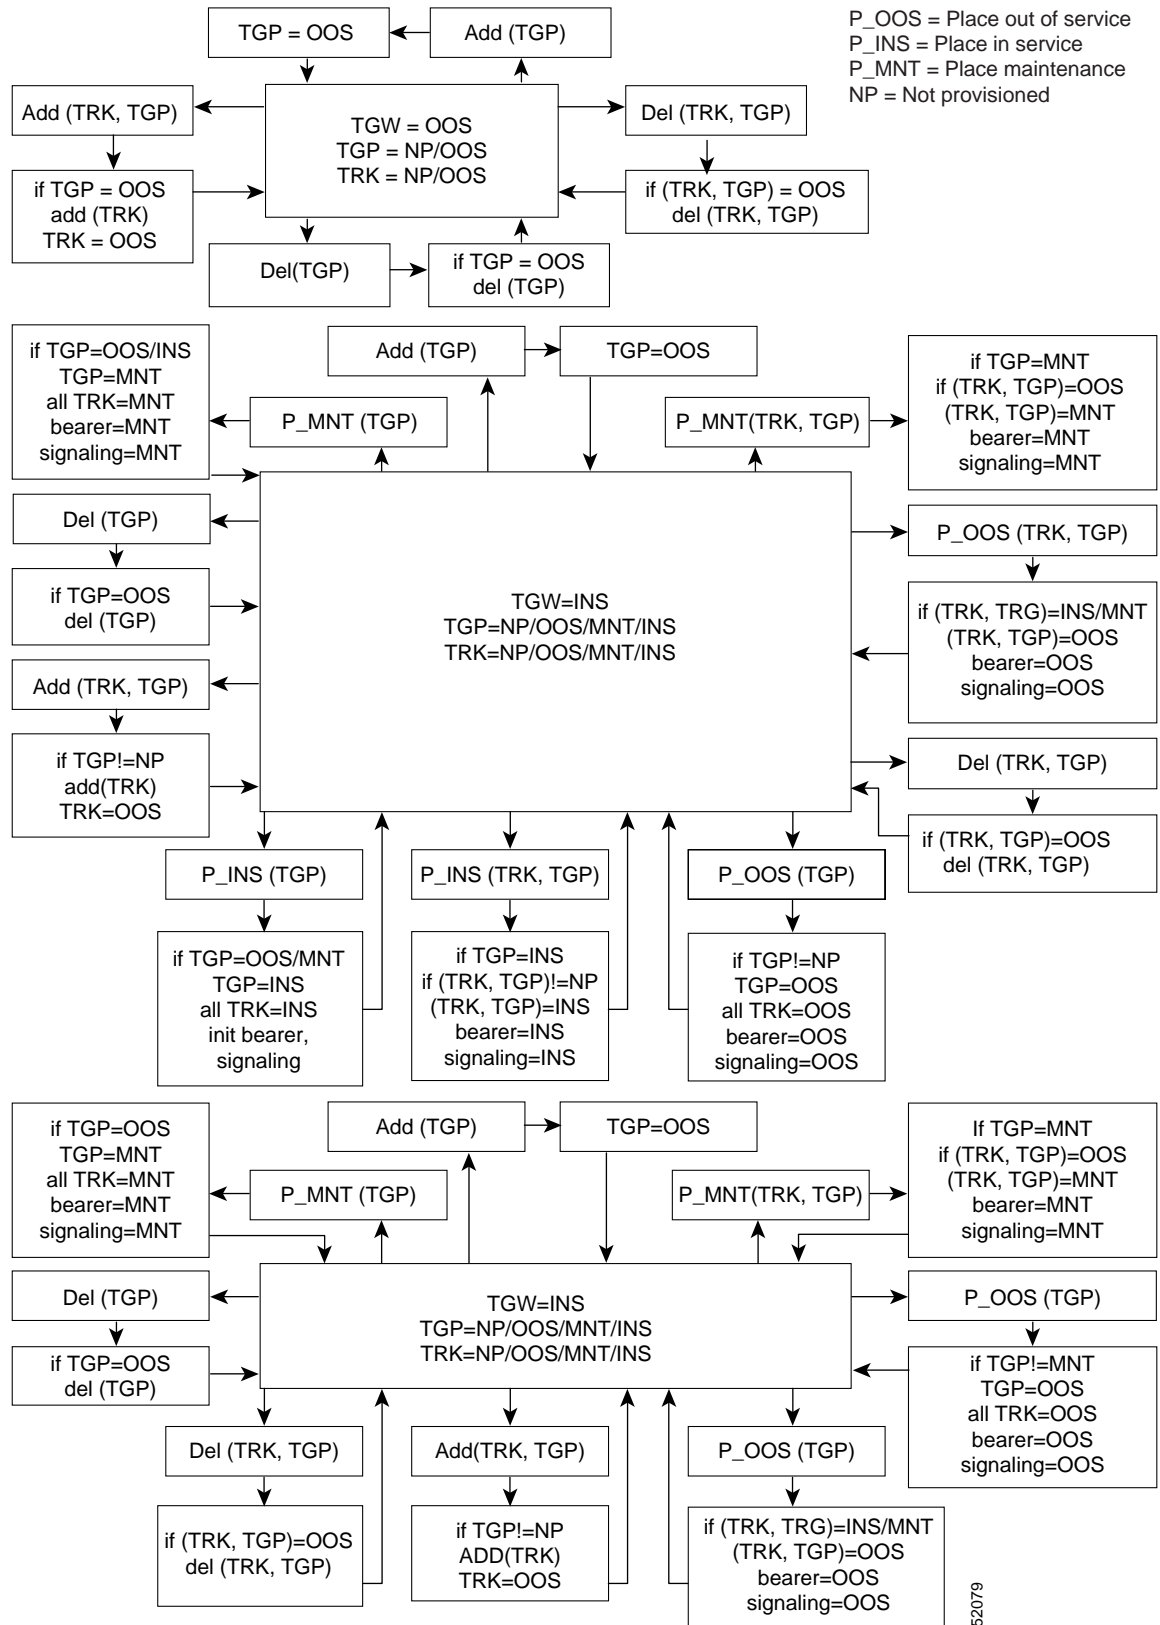 P_OOS = Place out of service
P_INS = Place in service
P_MNT = Place maintenance
NP = Not provisioned
TGP = OOS
Add (TGP)
Add (TRK, TGP)
TGW = OOS
TGP = NP/OOS
TRK = NP/OOS
Del (TRK, TGP)
if TGP = OOS
add (TRK)
TRK = OOS
if (TRK, TGP) = OOS
del (TRK, TGP)
Del(TGP)
if TGP = OOS
del (TGP)
if TGP=OOS/INS
TGP=MNT
all TRK=MNT
bearer=MNT
signaling=MNT
Add (TGP)
TGP=OOS
P_MNT (TGP)
P_MNT(TRK, TGP)
if TGP=MNT
if (TRK, TGP)=OOS
(TRK, TGP)=MNT
bearer=MNT
signaling=MNT
Del (TGP)
if TGP=OOS
del (TGP)
Add (TRK, TGP)
if TGP!=NP
add(TRK)
TRK=OOS
TGW=INS
TGP=NP/OOS/MNT/INS
TRK=NP/OOS/MNT/INS
P_OOS (TRK, TGP)
if (TRK, TRG)=INS/MNT
(TRK, TGP)=OOS
bearer=OOS
signaling=OOS
Del (TRK, TGP)
if (TRK, TGP)=OOS
del (TRK, TGP)
P_INS (TGP)
if TGP=OOS/MNT
TGP=INS
all TRK=INS
init bearer,
signaling
P_INS (TRK, TGP)
if TGP=INS
if (TRK, TGP)!=NP
(TRK, TGP)=INS
bearer=INS
signaling=INS
P_OOS (TGP)
if TGP!=NP
TGP=OOS
all TRK=OOS
bearer=OOS
signaling=OOS
if TGP=OOS
TGP=MNT
all TRK=MNT
bearer=MNT
signaling=MNT
Add (TGP)
TGP=OOS
P_MNT (TGP)
P_MNT(TRK, TGP)
If TGP=MNT
if (TRK, TGP)=OOS
(TRK, TGP)=MNT
bearer=MNT
signaling=MNT
Del (TGP)
if TGP=OOS
del (TGP)
TGW=INS
TGP=NP/OOS/MNT/INS
TRK=NP/OOS/MNT/INS
P_OOS (TGP)
if TGP!=MNT
TGP=OOS
all TRK=OOS
bearer=OOS
signaling=OOS
Del (TRK, TGP)
if (TRK, TGP)=OOS
del (TRK, TGP)
Add(TRK, TGP)
if TGP!=NP
ADD(TRK)
TRK=OOS
P_OOS (TGP)
if (TRK, TRG)=INS/MNT
(TRK, TGP)=OOS
bearer=OOS
signaling=OOS
52079